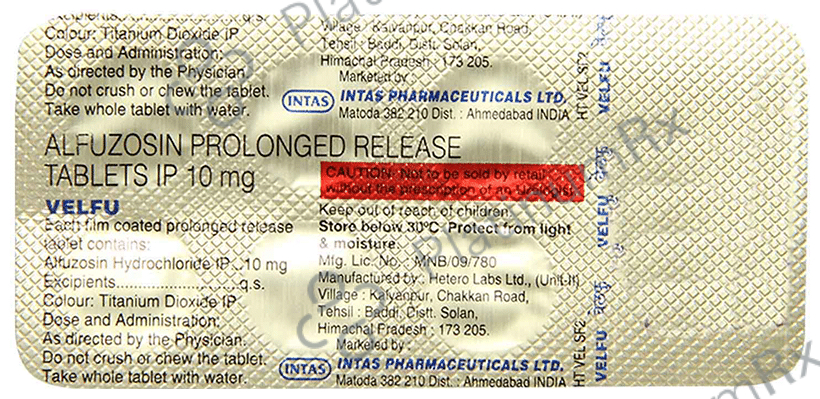 Excipients................q.s.
Colour: Titanium Dioxide IP
Dose and Administration:
As directed by the Physician.
Do not crush or chew the tablet.
Take whole tablet with water.
Village : Kalyanpur, Chakkan Road,
Tehsil : Baddi, Distt. Solan,
Himachal Pradesh : 173 205.
Marketed by :
INTAS
INTAS PHARMACEUTICALS LTD.
Matoda 382 210 Dist. : Ahmedabad INDIA
ALFUZOSIN PROLONGED RELEASE
TABLETS IP 10 mg
VELFU
Each film coated prolonged release
tablet contains:
Alfuzosin Hydrochloride IP...10 mg
Excipients......................q.s.
Colour: Titanium Dioxide IP
Dose and Administration:
As directed by the Physician.
Do not crush or chew the tablet.
Take whole tablet with water.
CAUTION: Not to be sold by retail
without the prescription of an Urologist.
Keep out of reach of children.
Store below 30°C. Protect from light
& moisture.
Mfg. Lic. No. : MNB/09/780
Manufactured by : Hetero Labs Ltd., (Unit-II)
Village : Kalyanpur, Chakkan Road,
Tehsil : Baddi, Distt. Solan,
Himachal Pradesh : 173 205.
Marketed by :
INTAS
INTAS PHARMACEUTICALS LTD.
Matoda 382 210 Dist. : Ahmedabad INDIA
HT VEL SF2
VELFU वेल्फु
HT VEL SF2
VELFU वेल्फु
PlatinumRx
PlatinumRx